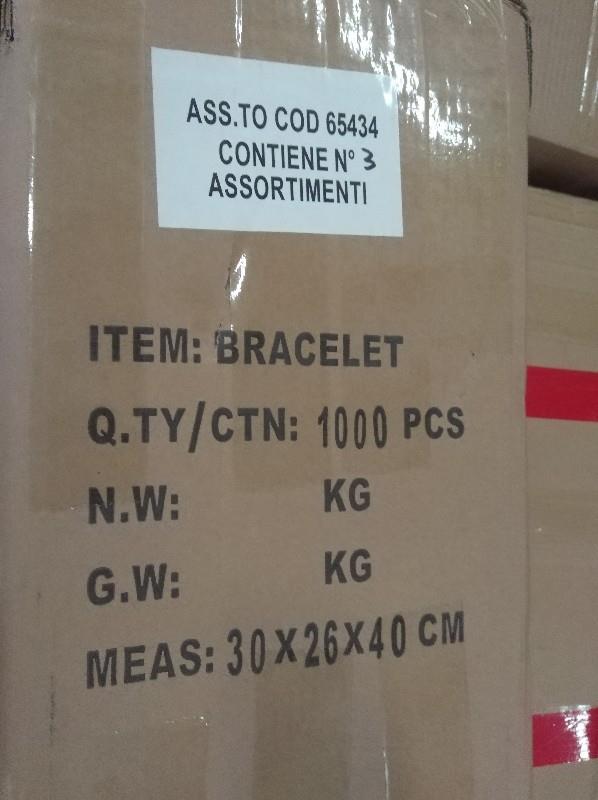 ASS.TO COD 65434
CONTIENE N° 3
ASSORTIMENTI
ITEM: BRACELET
Q.TY/CTN: 1000 PCS
N.W: KG
G.W: KG
MEAS: 30X26X40 CM